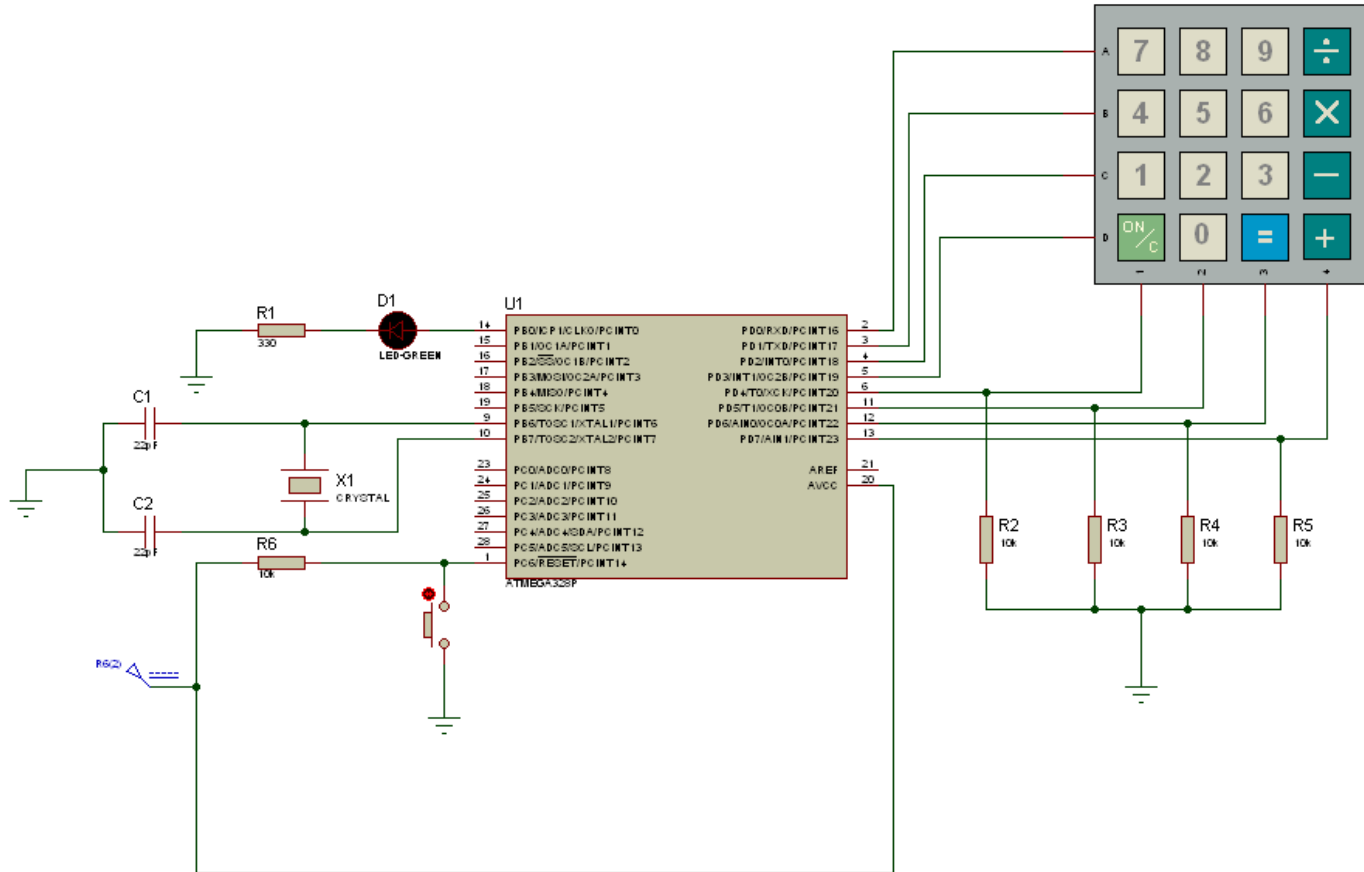 A
7
8
9
÷
B
4
5
6
×
C
1
2
3
−
D
ON/C
0
=
+
1
2
3
4
U1
D1
LED-GREEN
R1
330
14
PB0/ICP1/CLKO/PCINT0
15
PB1/OC1A/PCINT1
16
PB2/SS/OC1B/PCINT2
17
PB3/MOSI/OC2A/PCINT3
18
PB4/MISO/PCINT4
19
PB5/SCK/PCINT5
9
PB6/TOSC1/XTAL1/PCINT6
10
PB7/TOSC2/XTAL2/PCINT7
23
PC0/ADC0/PCINT8
24
PC1/ADC1/PCINT9
25
PC2/ADC2/PCINT10
26
PC3/ADC3/PCINT11
27
PC4/ADC4/SDA/PCINT12
28
PC5/ADC5/SCL/PCINT13
1
PC6/RESET/PCINT14
PD0/RXD/PCINT16
2
PD1/TXD/PCINT17
3
PD2/INT0/PCINT18
4
PD3/INT1/OC2B/PCINT19
5
PD4/T0/XCK/PCINT20
6
PD5/T1/OC0B/PCINT21
11
PD6/AIN0/OC0A/PCINT22
12
PD7/AIN1/PCINT23
13
AREF
21
AVCC
20
ATMEGA328P
C1
22pF
C2
22pF
X1
CRYSTAL
R6
10k
R6(2)
R2
10k
R3
10k
R4
10k
R5
10k